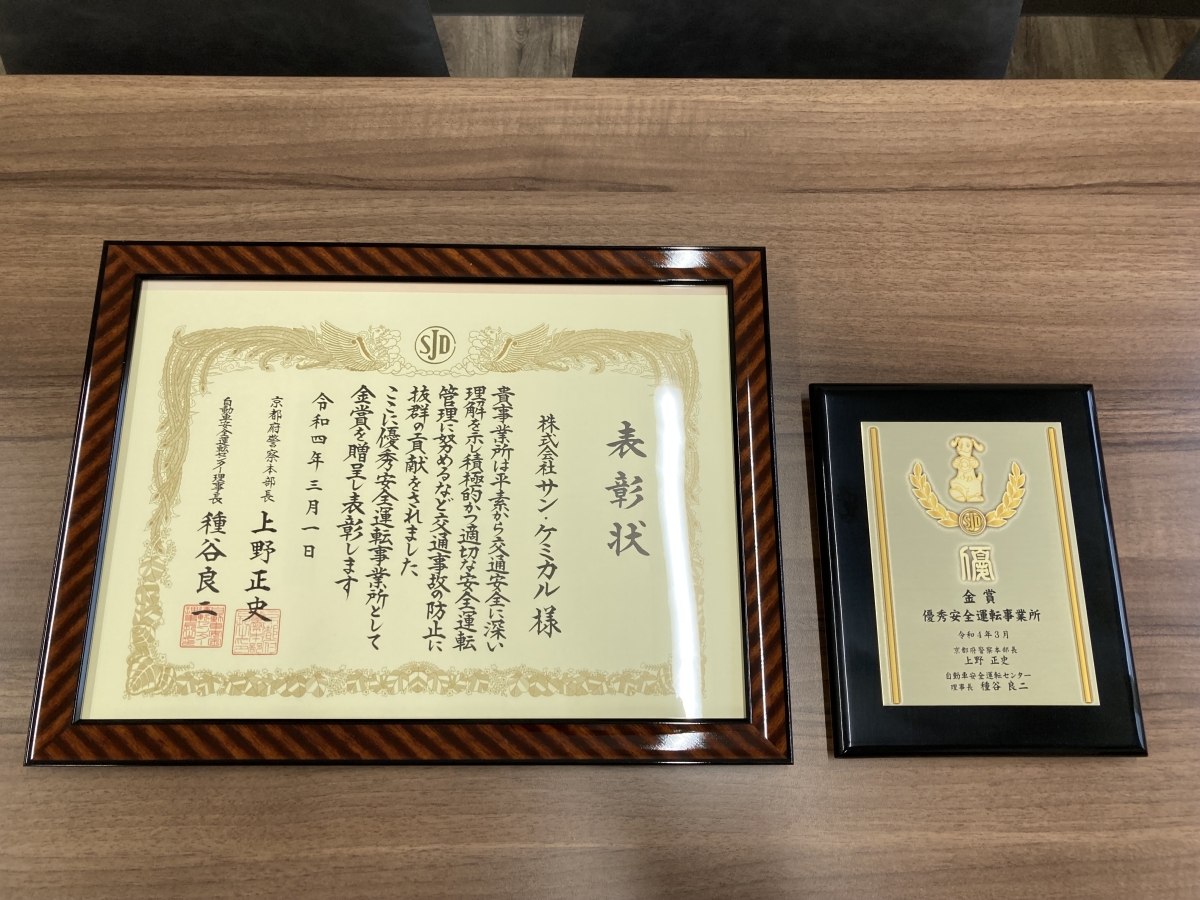 SJD
表彰状
株式会社サン・ケミカル 様
貴事業所は平素から交通安全に深い
理解を示し積極的かつ適切な安全運転
管理に努めるなど交通事故の防止に
抜群の貢献をされました
ここに優秀安全運転事業所として
金賞を贈呈し表彰します
令和四年三月一日
京都府警察本部長 上野正史
自動車安全運転センター理事長 種谷良二
SJD
優
金賞
優秀安全運転事業所
令和4年3月
京都府警察本部長
上野 正史
自動車安全運転センター
理事長 種谷 良二